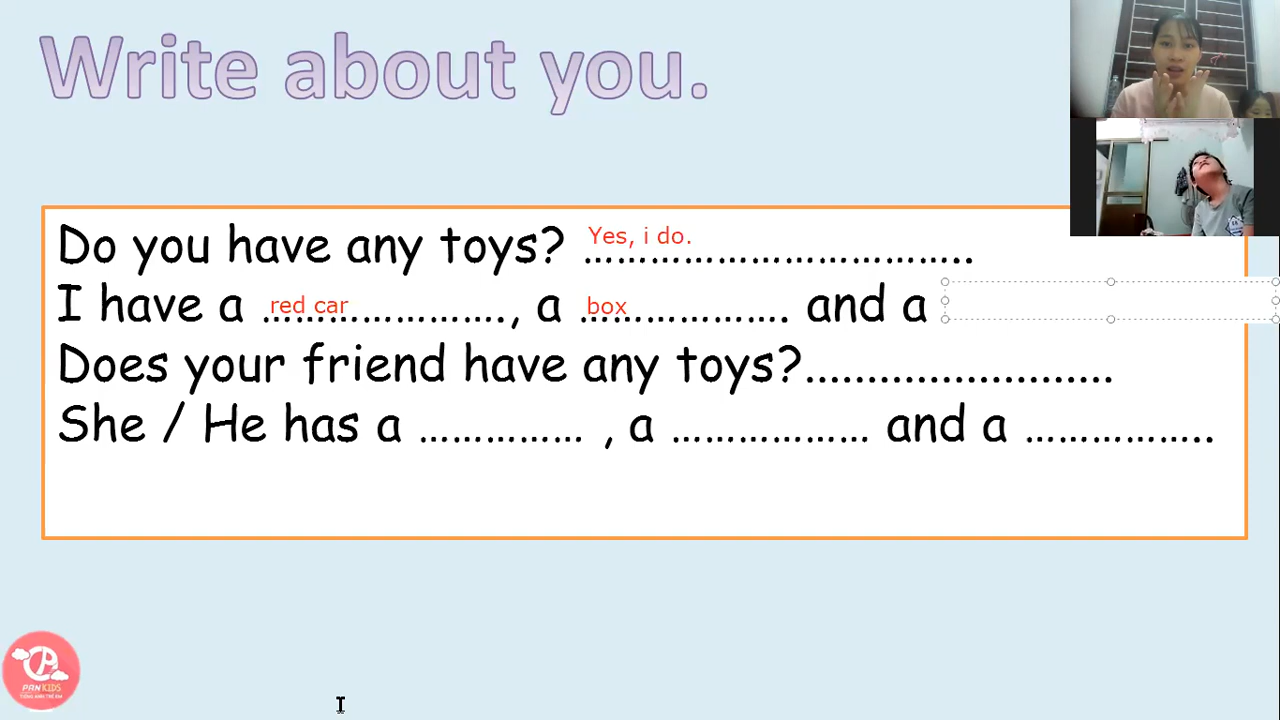 Write about you.
Do you have any toys? Yes, i do. ………………………………..
I have a red car …………………., a box ………………. and a
Does your friend have any toys?.........................
She / He has a …………… , a ……………… and a ……………..
PAN KIDS